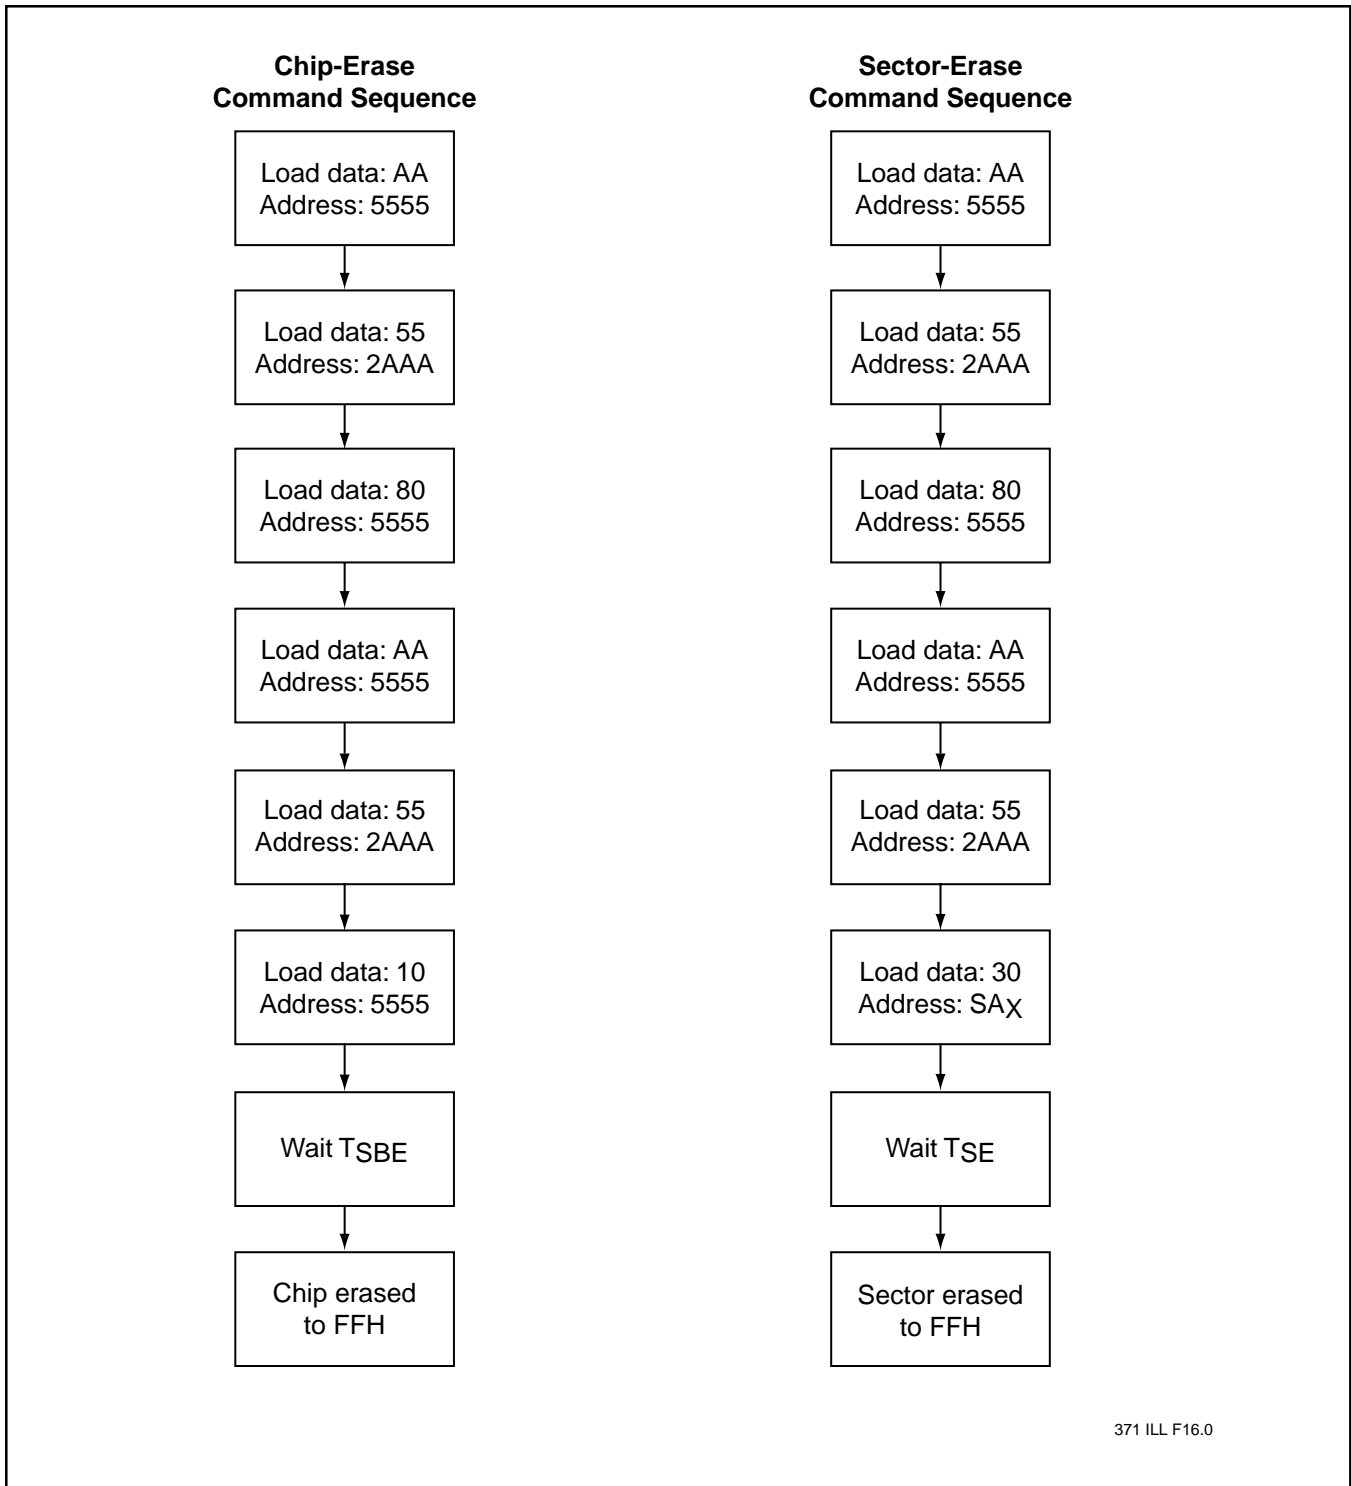 Chip-Erase
Command Sequence
Load data: AA
Address: 5555
Load data: 55
Address: 2AAA
Load data: 80
Address: 5555
Load data: AA
Address: 5555
Load data: 55
Address: 2AAA
Load data: 10
Address: 5555
Wait TSBE
Chip erased
to FFH
Sector-Erase
Command Sequence
Load data: AA
Address: 5555
Load data: 55
Address: 2AAA
Load data: 80
Address: 5555
Load data: AA
Address: 5555
Load data: 55
Address: 2AAA
Load data: 30
Address: SAX
Wait TSE
Sector erased
to FFH
371 ILL F16.0